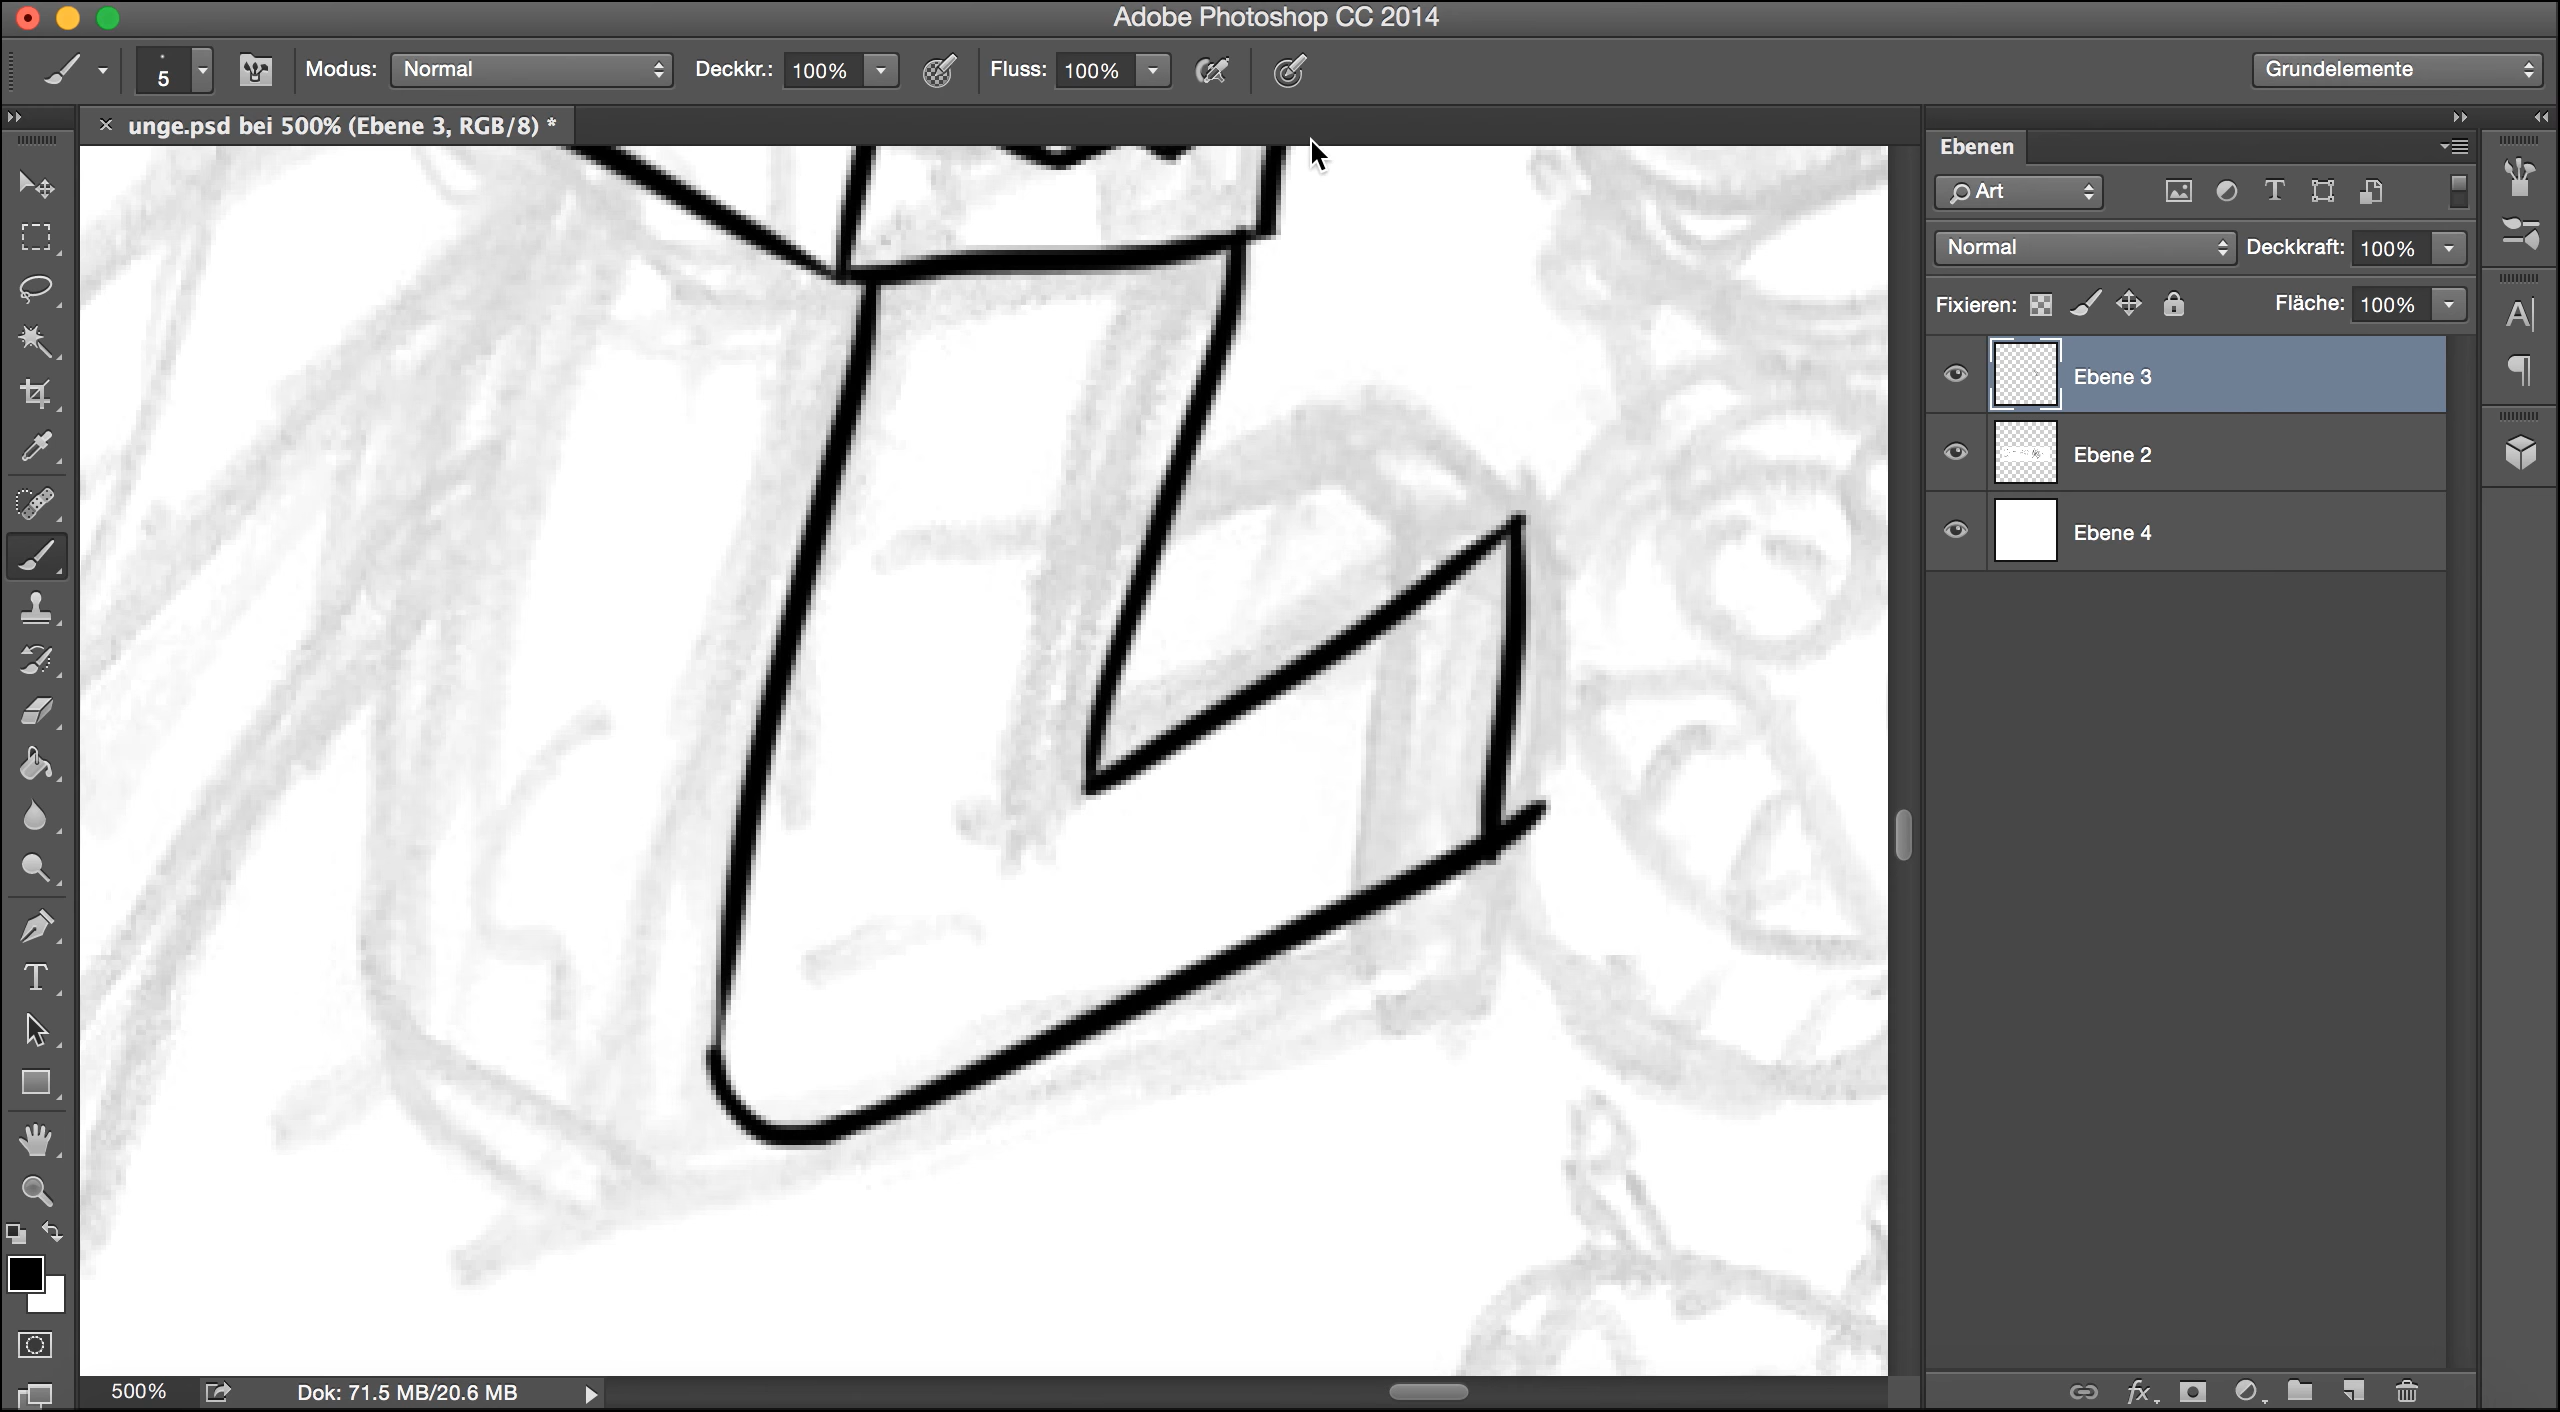 Adobe Photoshop CC 2014
5 Modus: Normal Deckkr.: 100% Fluss: 100% Grundelemente
× unge.psd bei 500% (Ebene 3, RGB/8) *
Ebenen
Art
Normal Deckkraft: 100%
Fixieren: Fläche: 100%
Ebene 3
Ebene 2
Ebene 4
500% Dok: 71.5 MB/20.6 MB